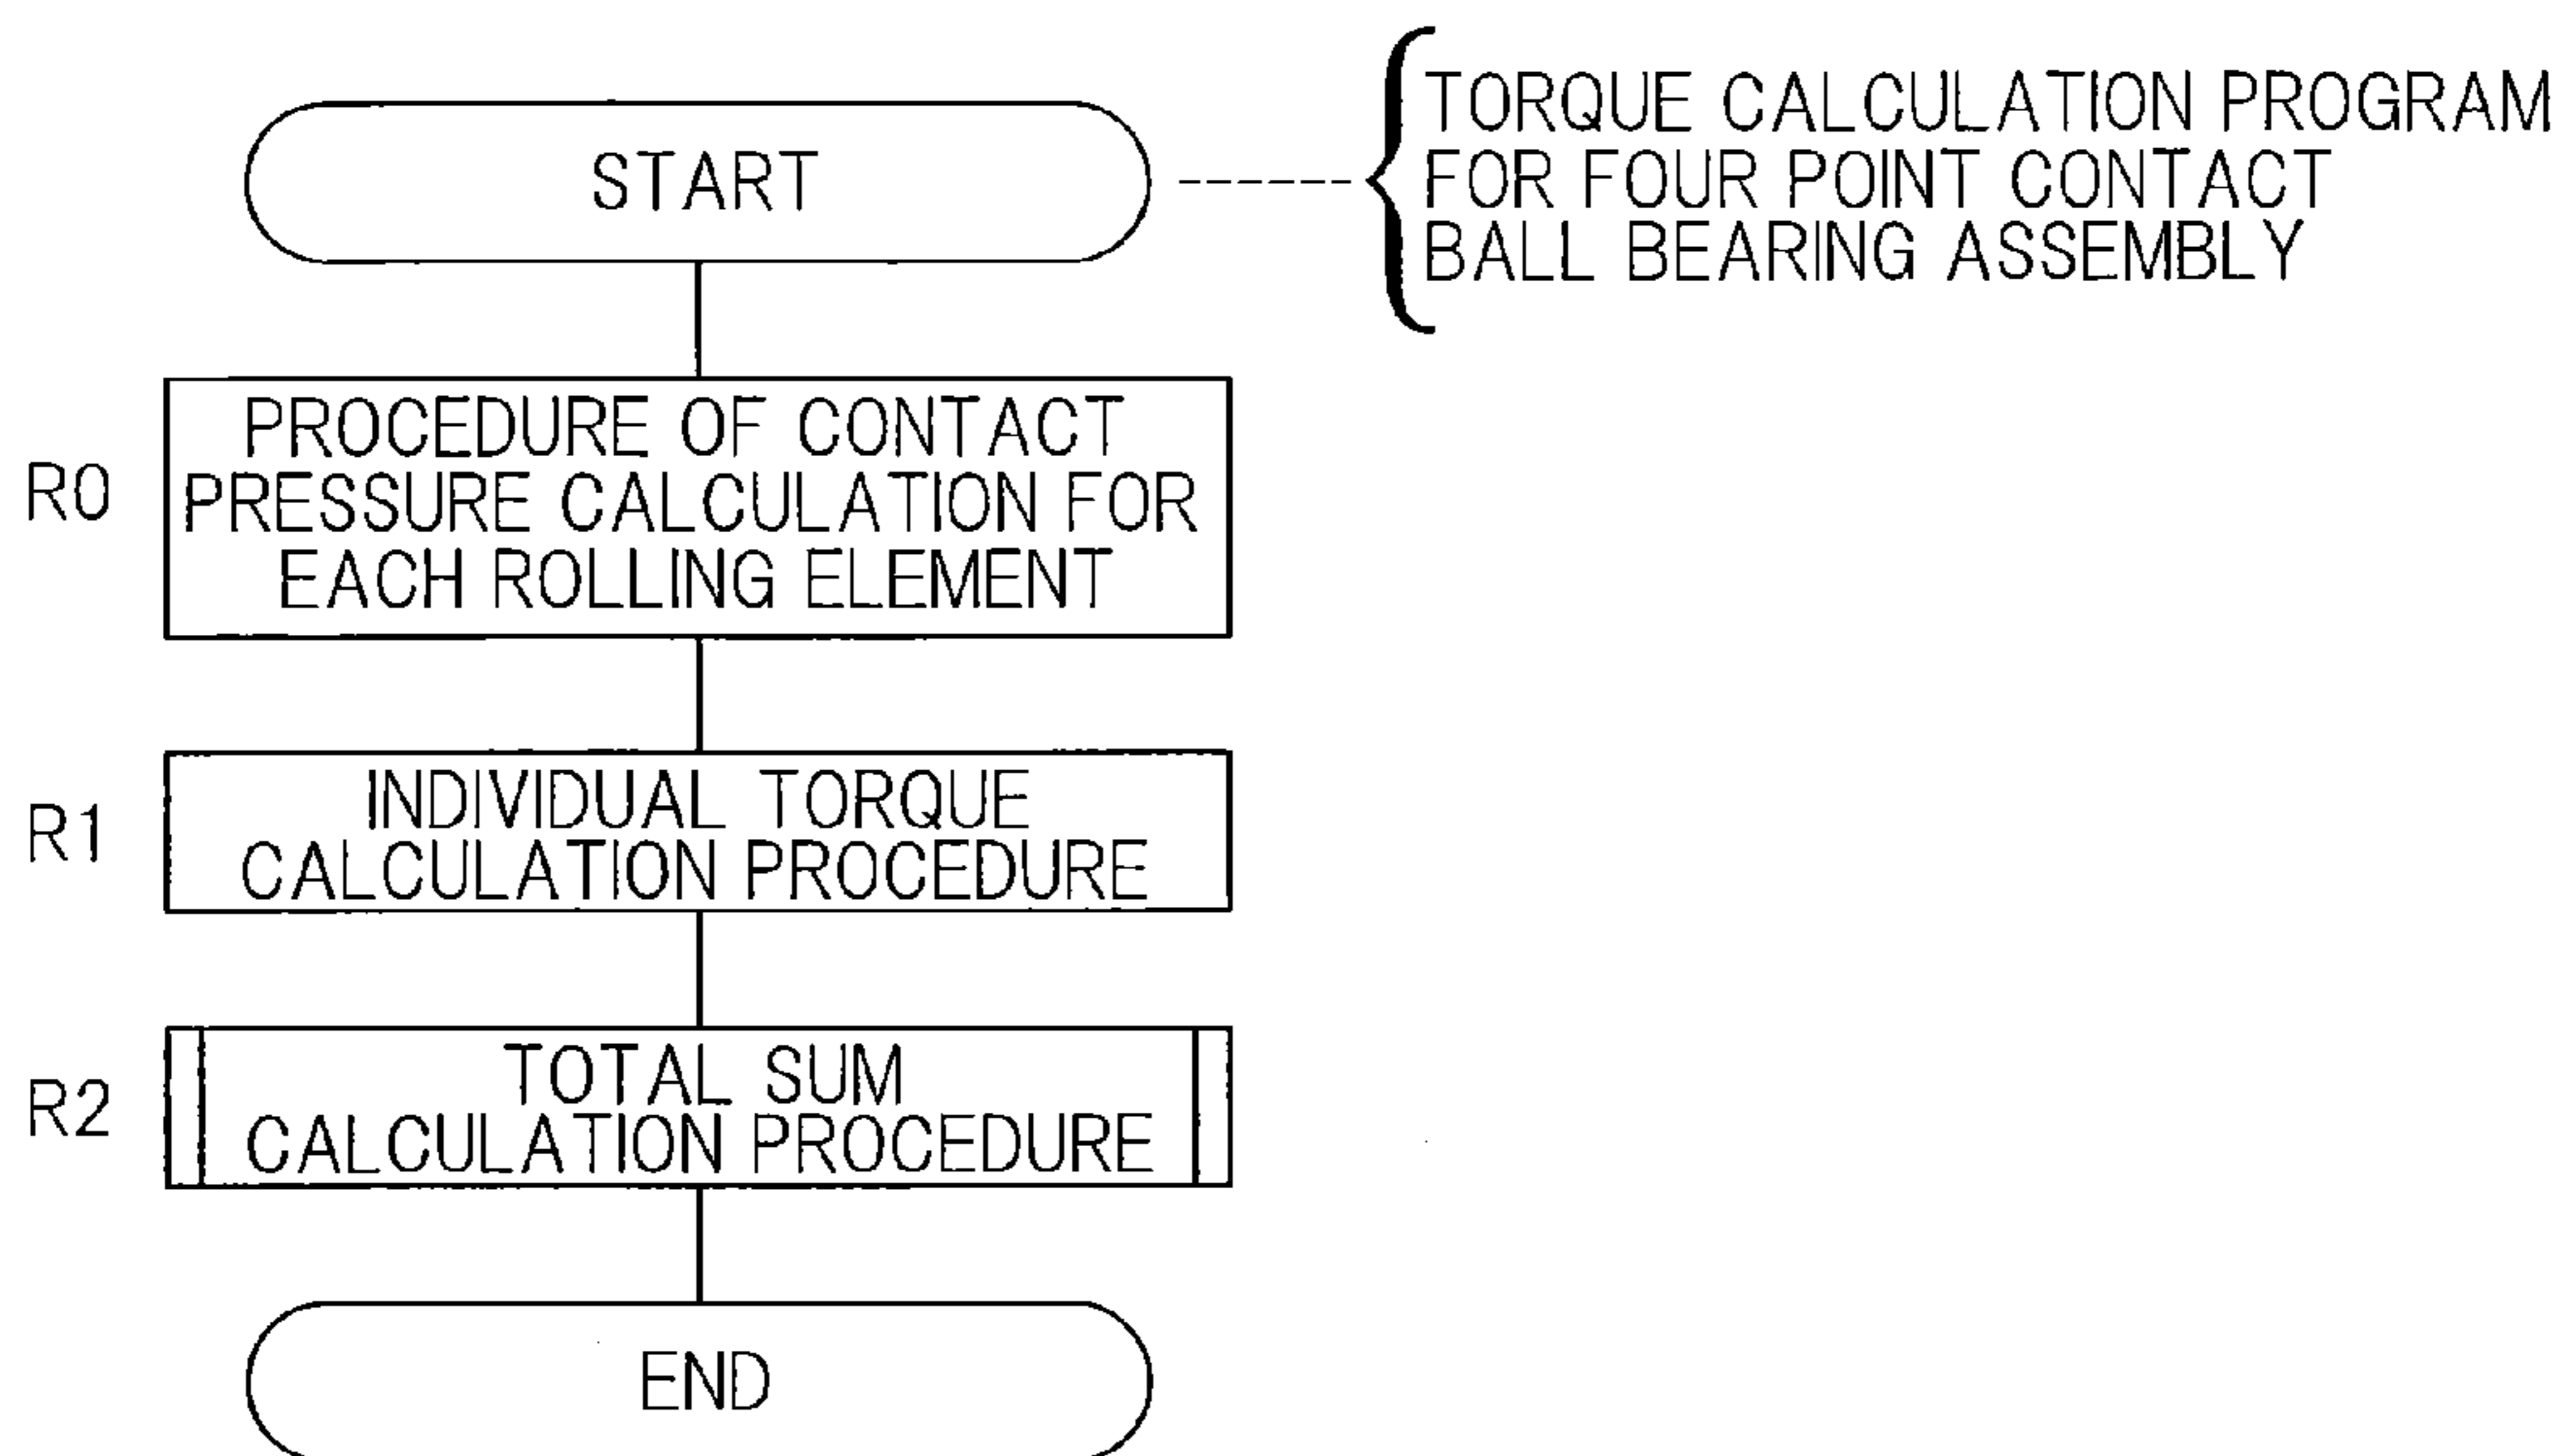 START
TORQUE CALCULATION PROGRAM
FOR FOUR POINT CONTACT
BALL BEARING ASSEMBLY
R0
PROCEDURE OF CONTACT
PRESSURE CALCULATION FOR
EACH ROLLING ELEMENT
R1
INDIVIDUAL TORQUE
CALCULATION PROCEDURE
R2
TOTAL SUM
CALCULATION PROCEDURE
END